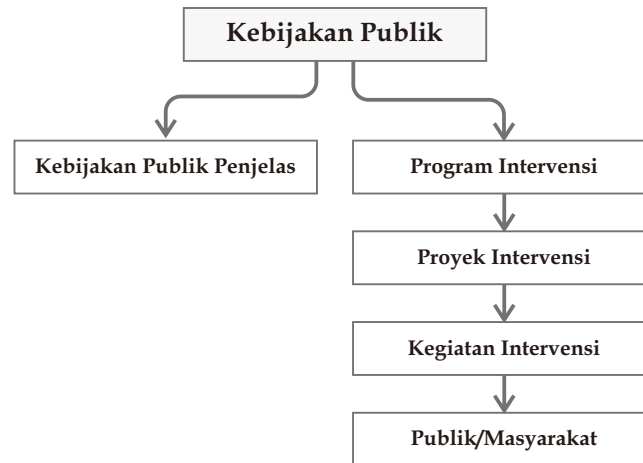 Kebijakan Publik
Kebijakan Publik Penjelas
Program Intervensi
Proyek Intervensi
Kegiatan Intervensi
Publik/Masyarakat